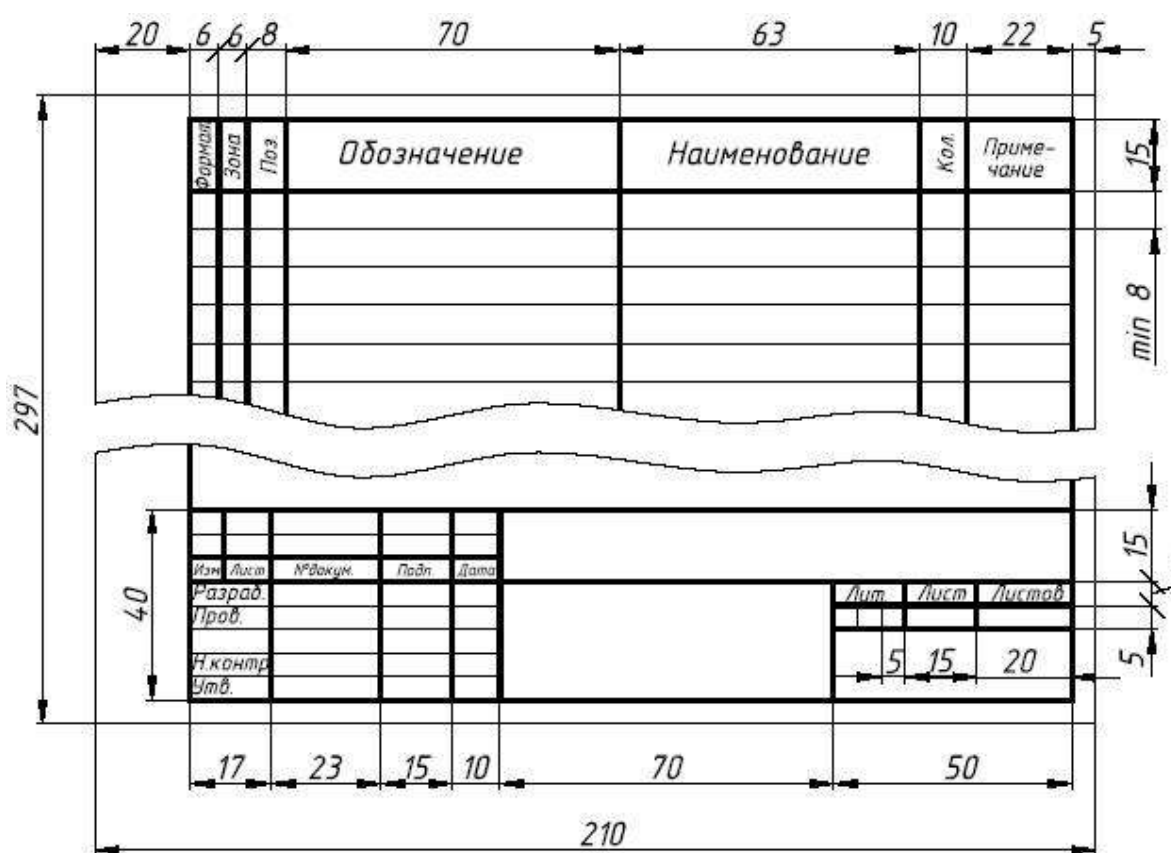 20 6 6 8 70 63 10 22 5
Формат Зона Поз. Обозначение Наименование Кол. Приме-
чание
15
min 8
297
15
40
Изм Лист №докум. Подп. Дата
Разраб. Лит Лист Листов
Пров.
Н.контр
5 15 20 5
Утв.
17 23 15 10 70 50
210